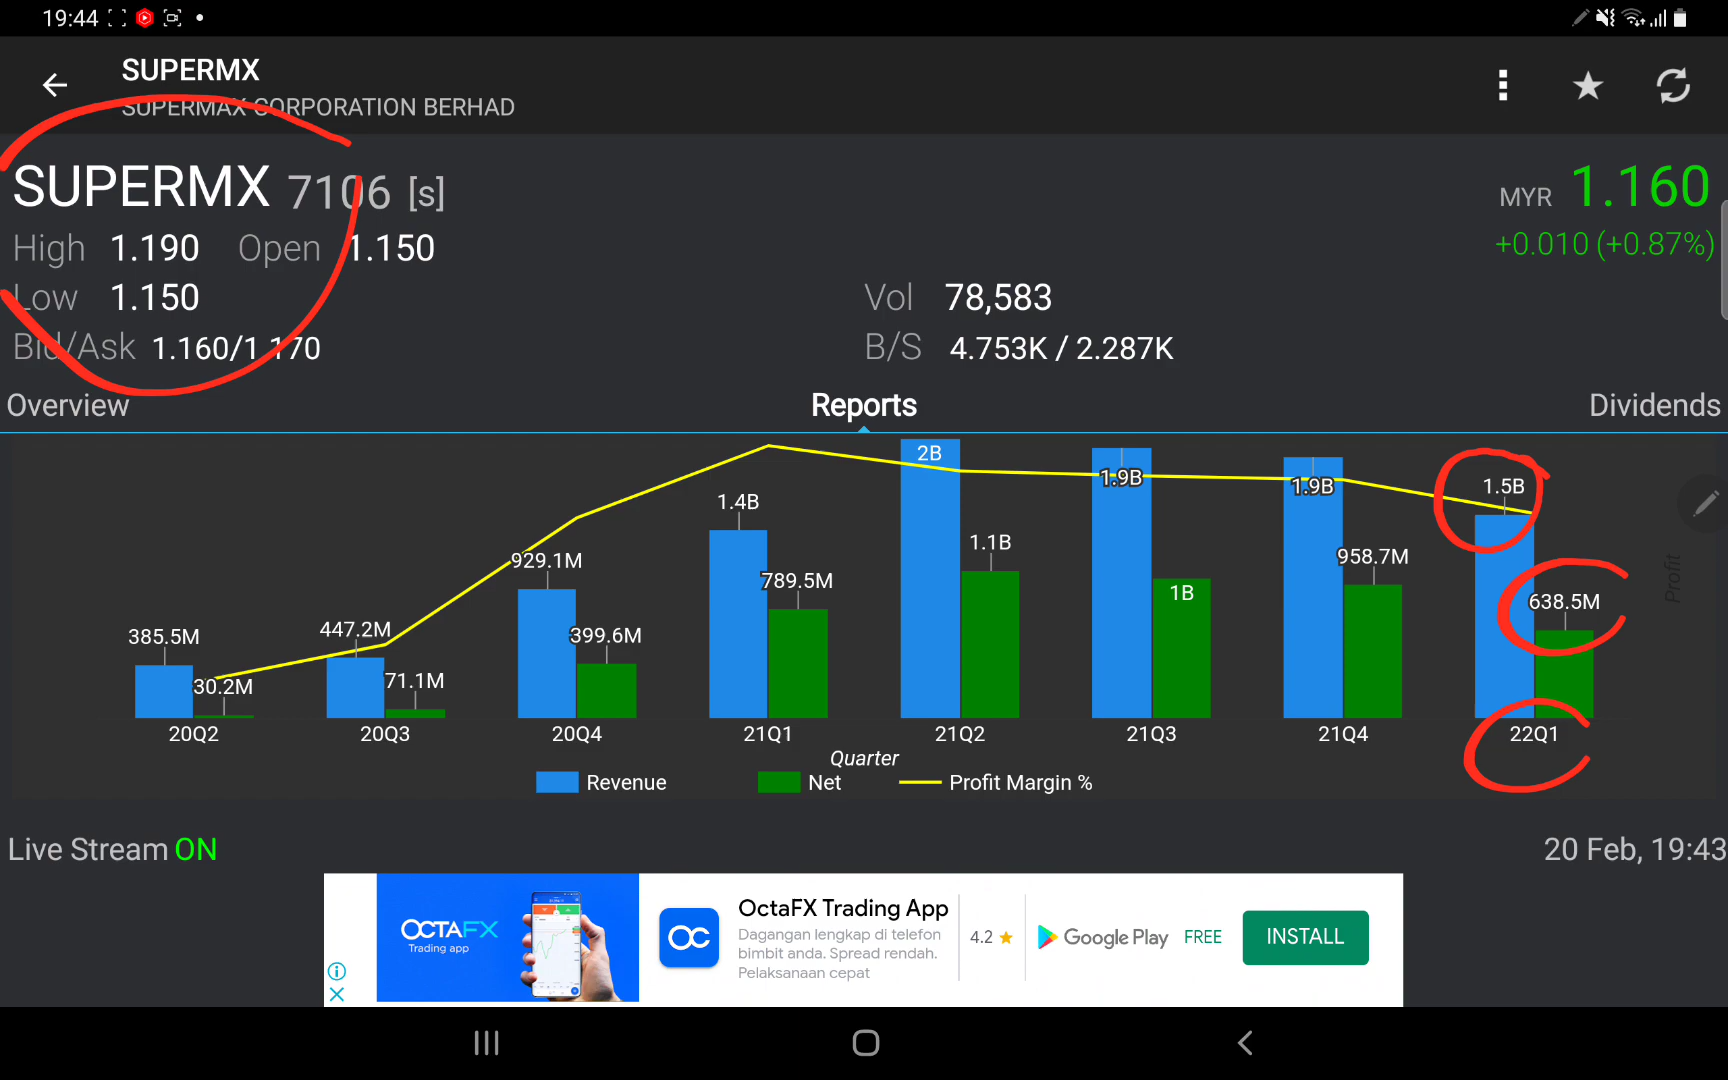 19:44
SUPERMX
SUPERMAX CORPORATION BERHAD
SUPERMX 7106 [s]
MYR 1.160
High 1.190 Open 1.150
+0.010 (+0.87%)
Low 1.150
Vol 78,583
Bid/Ask 1.160/1.170
B/S 4.753K / 2.287K
Overview Reports Dividends
2B
1.9B
1.9B
1.5B
1.4B
1.1B
958.7M
929.1M
789.5M
1B
638.5M
385.5M
447.2M
399.6M
30.2M
71.1M
Profit
20Q2 20Q3 20Q4 21Q1 21Q2 21Q3 21Q4 22Q1
Quarter
Revenue Net Profit Margin %
Live Stream ON
20 Feb, 19:43
OCTAFX
Trading app
OctaFX Trading App
Dagangan lengkap di telefon
bimbit anda. Spread rendah.
Pelaksanaan cepat
4.2
Google Play FREE
INSTALL